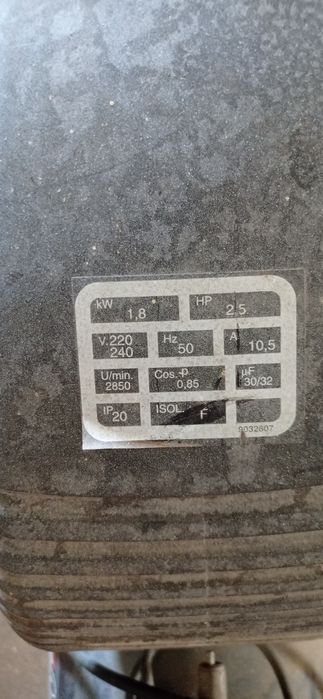 kW 1,8 HP 2,5
V.220 Hz A
240 50 10,5
U/min. Cos.φ µF
2850 0,85 30/32
IP 20 ISOL. F
9032607